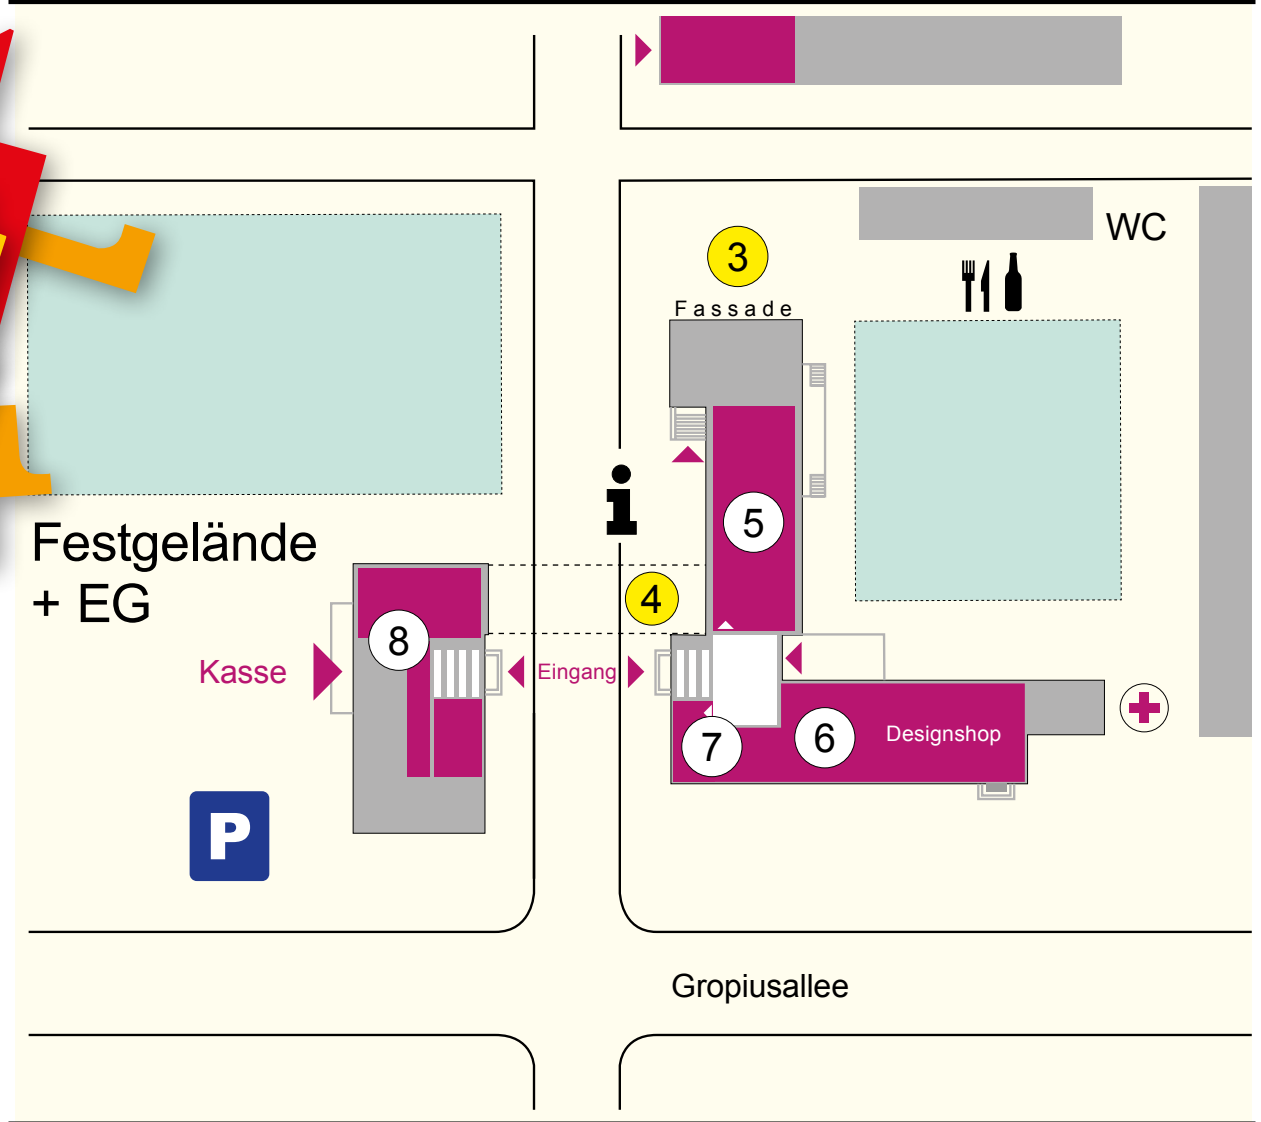 WC
3
Fassade
5
Festgelände
+ EG
4
8
Kasse
Eingang
7
6
Designshop
P
Gropiusallee